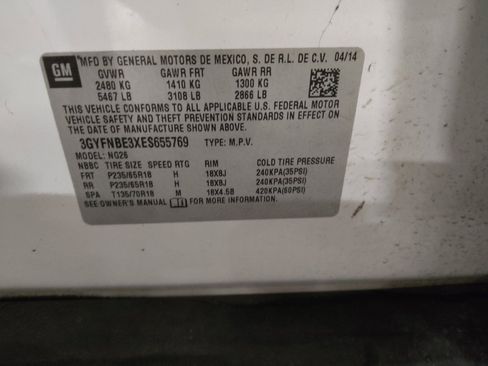 GM
MFD BY GENERAL MOTORS DE MEXICO, S. DE R.L. DE C.V. 04/14
GVWR GAWR FRT GAWR RR
2480 KG 1410 KG 1300 KG
5467 LB 3108 LB 2866 LB
THIS VEHICLE CONFORMS TO ALL APPLICABLE U.S. FEDERAL MOTOR
VEHICLE SAFETY AND THEFT PREVENTION STANDARDS IN EFFECT ON
THE DATE OF MANUFACTURE SHOWN ABOVE.
3GYFNBE3XES655769 TYPE: M.P.V.
MODEL: NG26
NBBC TIRE SIZE SPEED RTG RIM COLD TIRE PRESSURE
FRT P235/65R18 H 18X8J 240KPA(35PSI)
RR P235/65R18 H 18X8J 240KPA(35PSI)
SPA T135/70R18 M 18X4.5B 420KPA(60PSI)
SEE OWNER'S MANUAL FOR MORE INFORMATION.